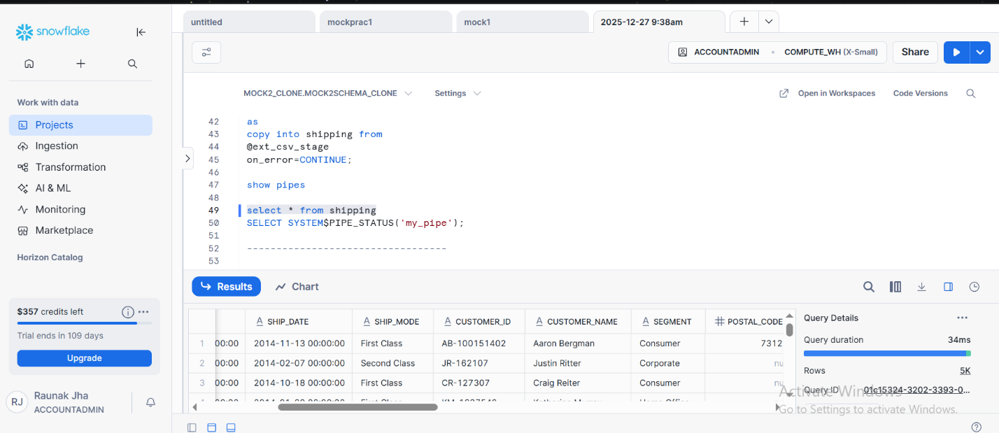 snowflake
untitled
mockprac1
mock1
2025-12-27 9:38am
ACCOUNTADMIN
COMPUTE_WH (X-Small)
Share
Work with data
Projects
Ingestion
Transformation
AI & ML
Monitoring
Marketplace
Horizon Catalog
$357 credits left
Trial ends in 109 days
Upgrade
RJ
Raunak Jha
ACCOUNTADMIN
MOCK2_CLONE.MOCK2SCHEMA_CLONE
Settings
Open in Workspaces
Code Versions
42 as
43 copy into shipping from
44 @ext_csv_stage
45 on_error=CONTINUE;
46
47 show pipes
48
49 select * from shipping
50 SELECT SYSTEM$PIPE_STATUS('my_pipe');
51
52 ----------------------------------
53
Results
Chart
SHIP_DATE SHIP_MODE CUSTOMER_ID CUSTOMER_NAME SEGMENT POSTAL_CODE
1 00:00 2014-11-13 00:00:00 First Class AB-100151402 Aaron Bergman Consumer 7312
2 00:00 2014-02-07 00:00:00 Second Class JR-162107 Justin Ritter Corporate nu
3 00:00 2014-10-18 00:00:00 First Class CR-127307 Craig Reiter Consumer nu
Query Details
Query duration 34ms
Rows 5K
Query ID 01c15324-3202-3393-0...
Activate Windows
Go to Settings to activate Windows.